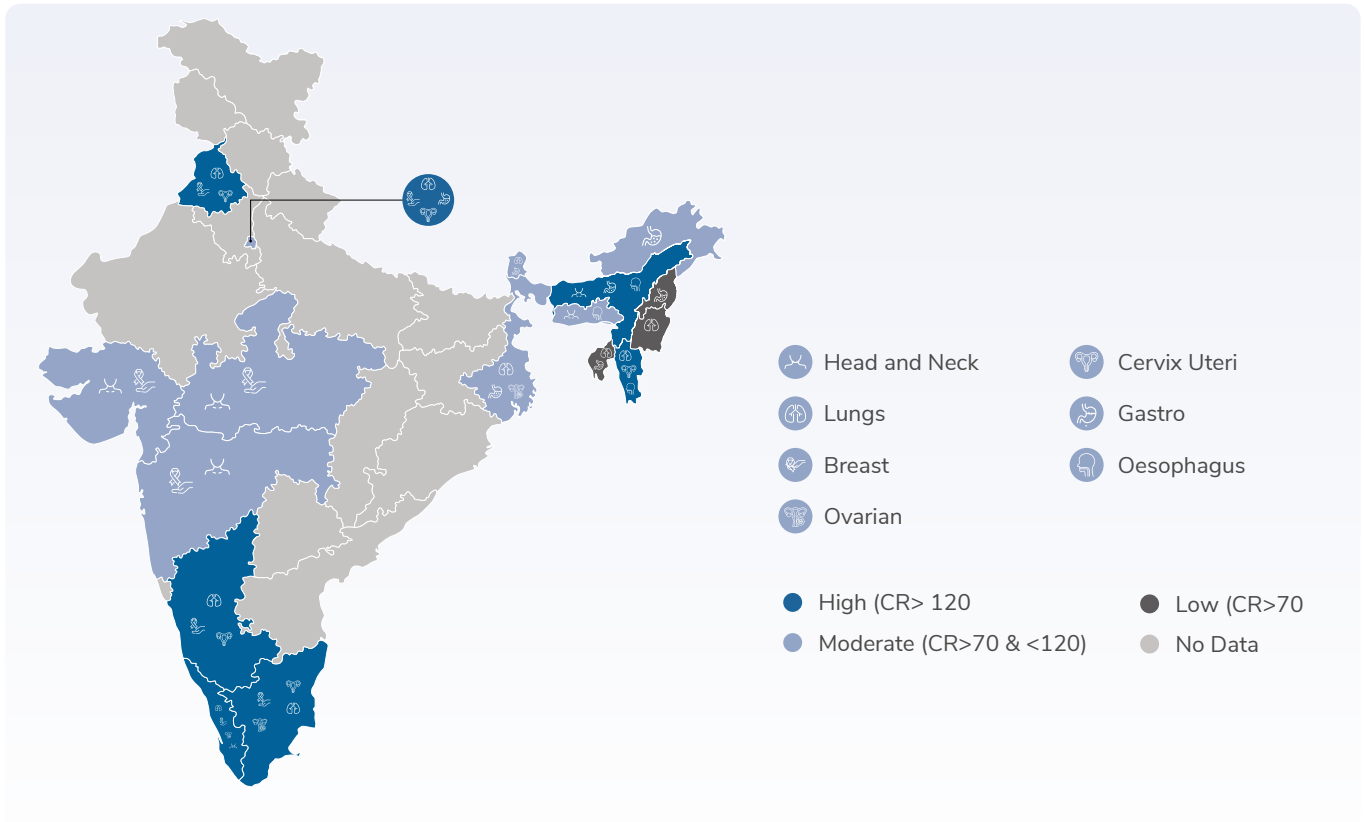 Head and Neck
Cervix Uteri
Lungs
Gastro
Breast
Oesophagus
Ovarian
High (CR> 120
Low (CR>70
Moderate (CR>70 & <120)
No Data